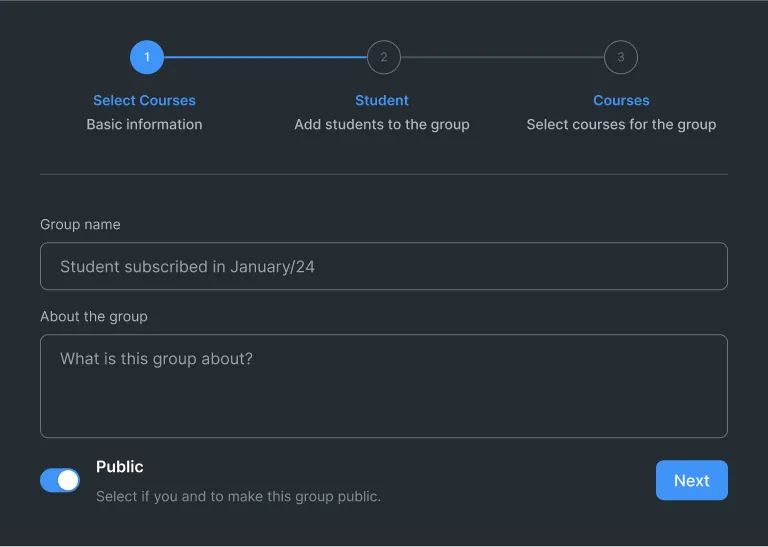 1 2 3
Select Courses Student Courses
Basic information Add students to the group Select courses for the group
Group name
Student subscribed in January/24
About the group
What is this group about?
Public
Select if you and to make this group public.
Next